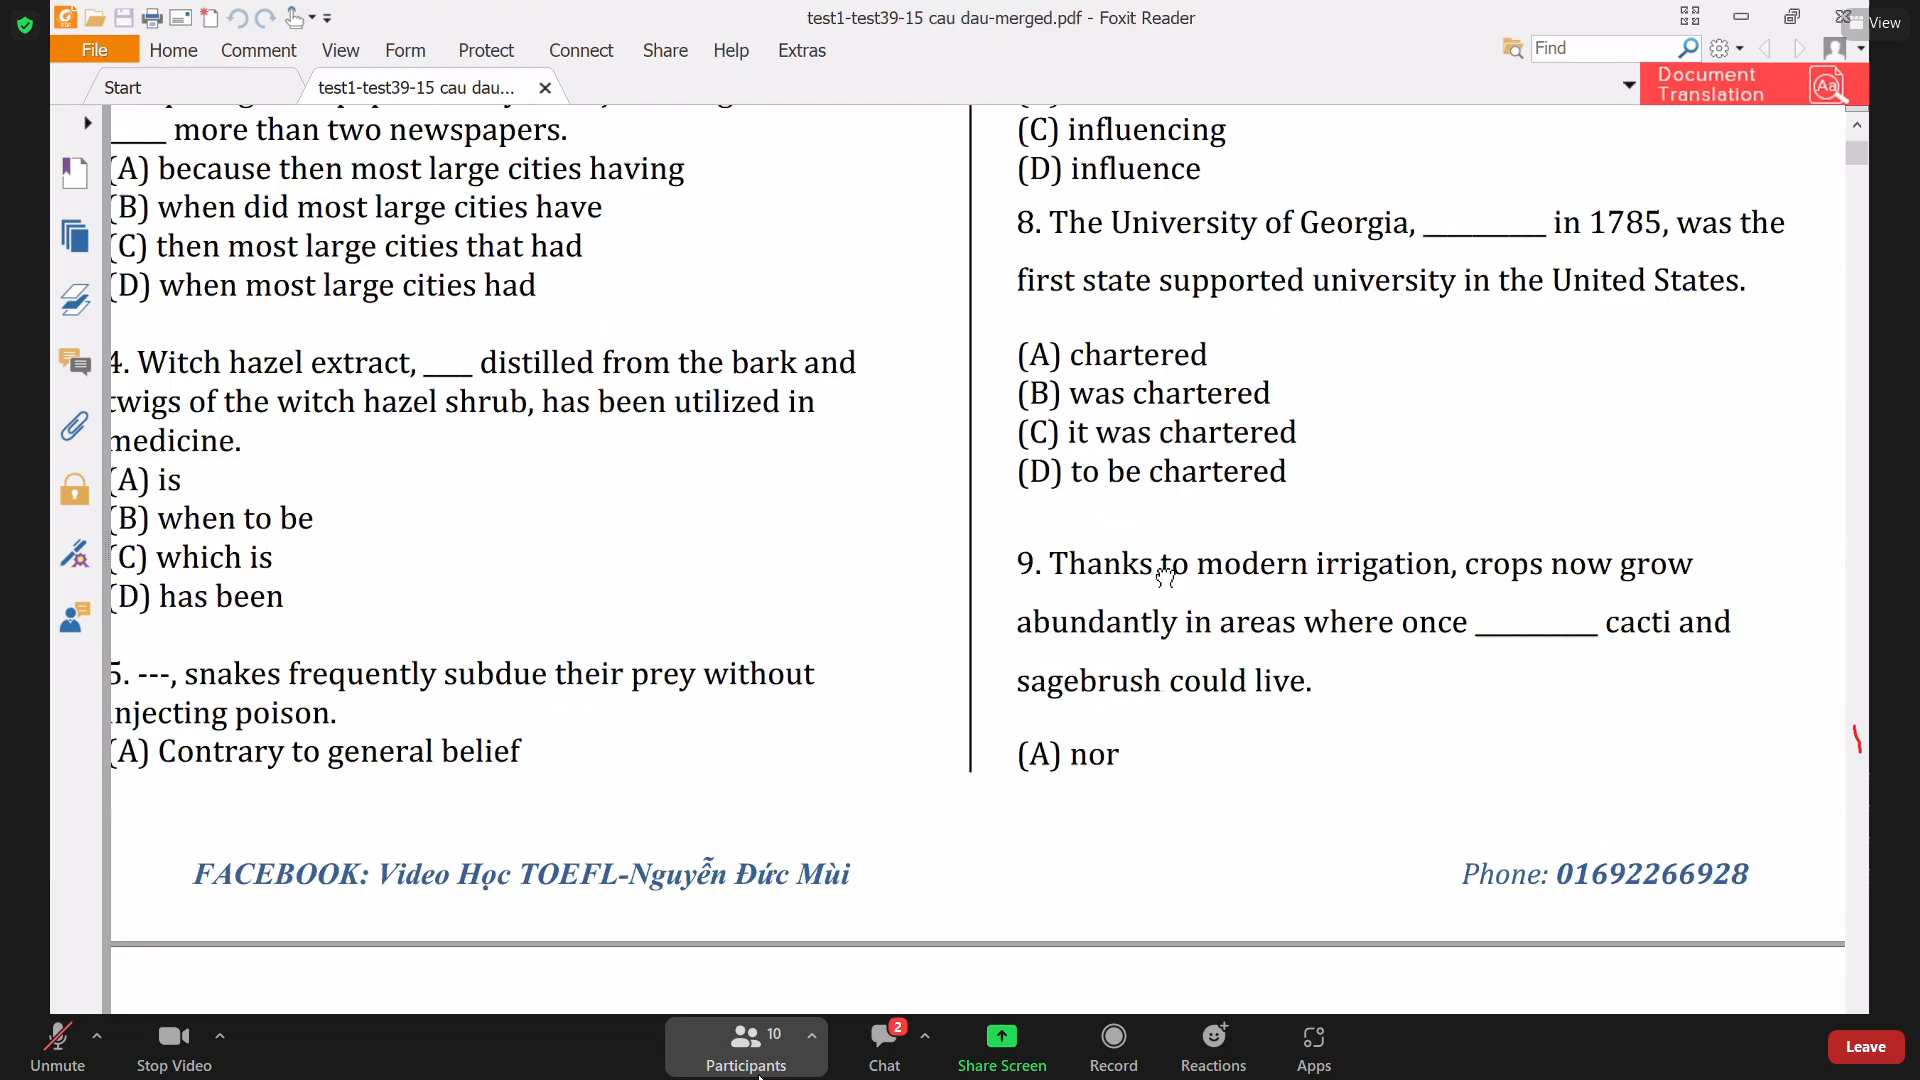 test1-test39-15 cau dau-merged.pdf - Foxit Reader
View
File
Home
Comment
View
Form
Protect
Connect
Share
Help
Extras
Find
Start
test1-test39-15 cau dau...
Document
Translation
____ more than two newspapers.
(A) because then most large cities having
(B) when did most large cities have
(C) then most large cities that had
(D) when most large cities had
4. Witch hazel extract, ____ distilled from the bark and
twigs of the witch hazel shrub, has been utilized in
medicine.
(A) is
(B) when to be
(C) which is
(D) has been
5. ---, snakes frequently subdue their prey without
injecting poison.
(A) Contrary to general belief
(C) influencing
(D) influence
8. The University of Georgia, __________ in 1785, was the
first state supported university in the United States.
(A) chartered
(B) was chartered
(C) it was chartered
(D) to be chartered
9. Thanks to modern irrigation, crops now grow
abundantly in areas where once __________ cacti and
sagebrush could live.
(A) nor
FACEBOOK: Video Học TOEFL-Nguyễn Đức Mùi
Phone: 01692266928
Unmute
Stop Video
10
Participants
2
Chat
Share Screen
Record
Reactions
Apps
Leave